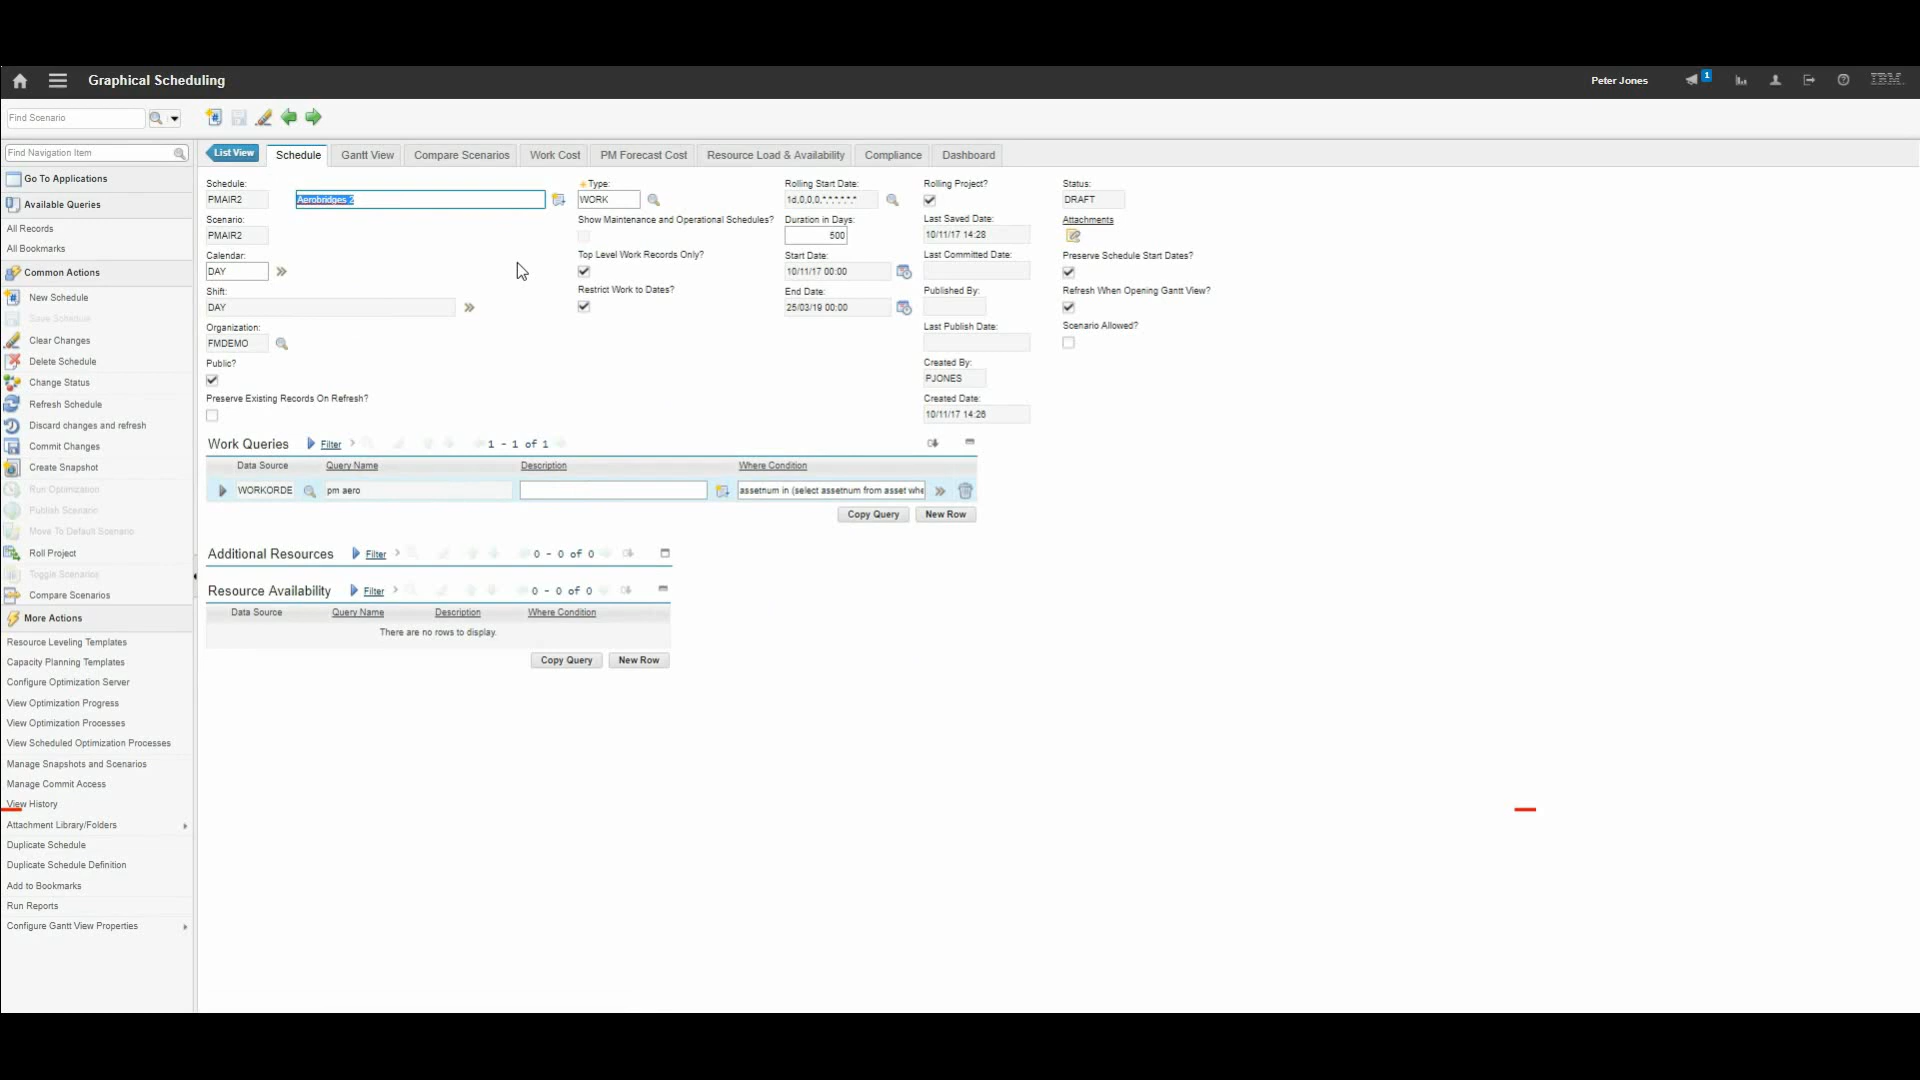 Graphical Scheduling
Peter Jones
1
IBM
Find Scenario
Find Navigation Item
Go To Applications
Available Queries
All Records
All Bookmarks
Common Actions
New Schedule
Save Schedule
Clear Changes
Delete Schedule
Change Status
Refresh Schedule
Discard changes and refresh
Commit Changes
Create Snapshot
Run Optimization
Publish Scenario
Move To Default Scenario
Roll Project
Toggle Scenarios
Compare Scenarios
More Actions
Resource Leveling Templates
Capacity Planning Templates
Configure Optimization Server
View Optimization Progress
View Optimization Processes
View Scheduled Optimization Processes
Manage Snapshots and Scenarios
Manage Commit Access
View History
Attachment Library/Folders
Duplicate Schedule
Duplicate Schedule Definition
Add to Bookmarks
Run Reports
Configure Gantt View Properties
List View
Schedule
Gantt View
Compare Scenarios
Work Cost
PM Forecast Cost
Resource Load & Availability
Compliance
Dashboard
Schedule:
PMAIR2
Aerobridges 2
Scenario:
PMAIR2
Calendar:
DAY
Shift:
DAY
Organization:
FMDEMO
Public?
Preserve Existing Records On Refresh?
Type:
WORK
Show Maintenance and Operational Schedules?
Top Level Work Records Only?
Restrict Work to Dates?
Rolling Start Date:
1d,0,0,0,*,*,*,*,*,*
Duration in Days:
500
Start Date:
10/11/17 00:00
End Date:
25/03/19 00:00
Rolling Project?
Last Saved Date:
10/11/17 14:28
Last Committed Date:
Published By:
Last Publish Date:
Created By:
PJONES
Created Date:
10/11/17 14:26
Status:
DRAFT
Attachments
Preserve Schedule Start Dates?
Refresh When Opening Gantt View?
Scenario Allowed?
Work Queries Filter 1 - 1 of 1
Data Source Query Name Description Where Condition
WORKORDE pm aero assetnum in (select assetnum from asset whe
Copy Query New Row
Additional Resources Filter 0 - 0 of 0
Resource Availability Filter 0 - 0 of 0
Data Source Query Name Description Where Condition
There are no rows to display.
Copy Query New Row